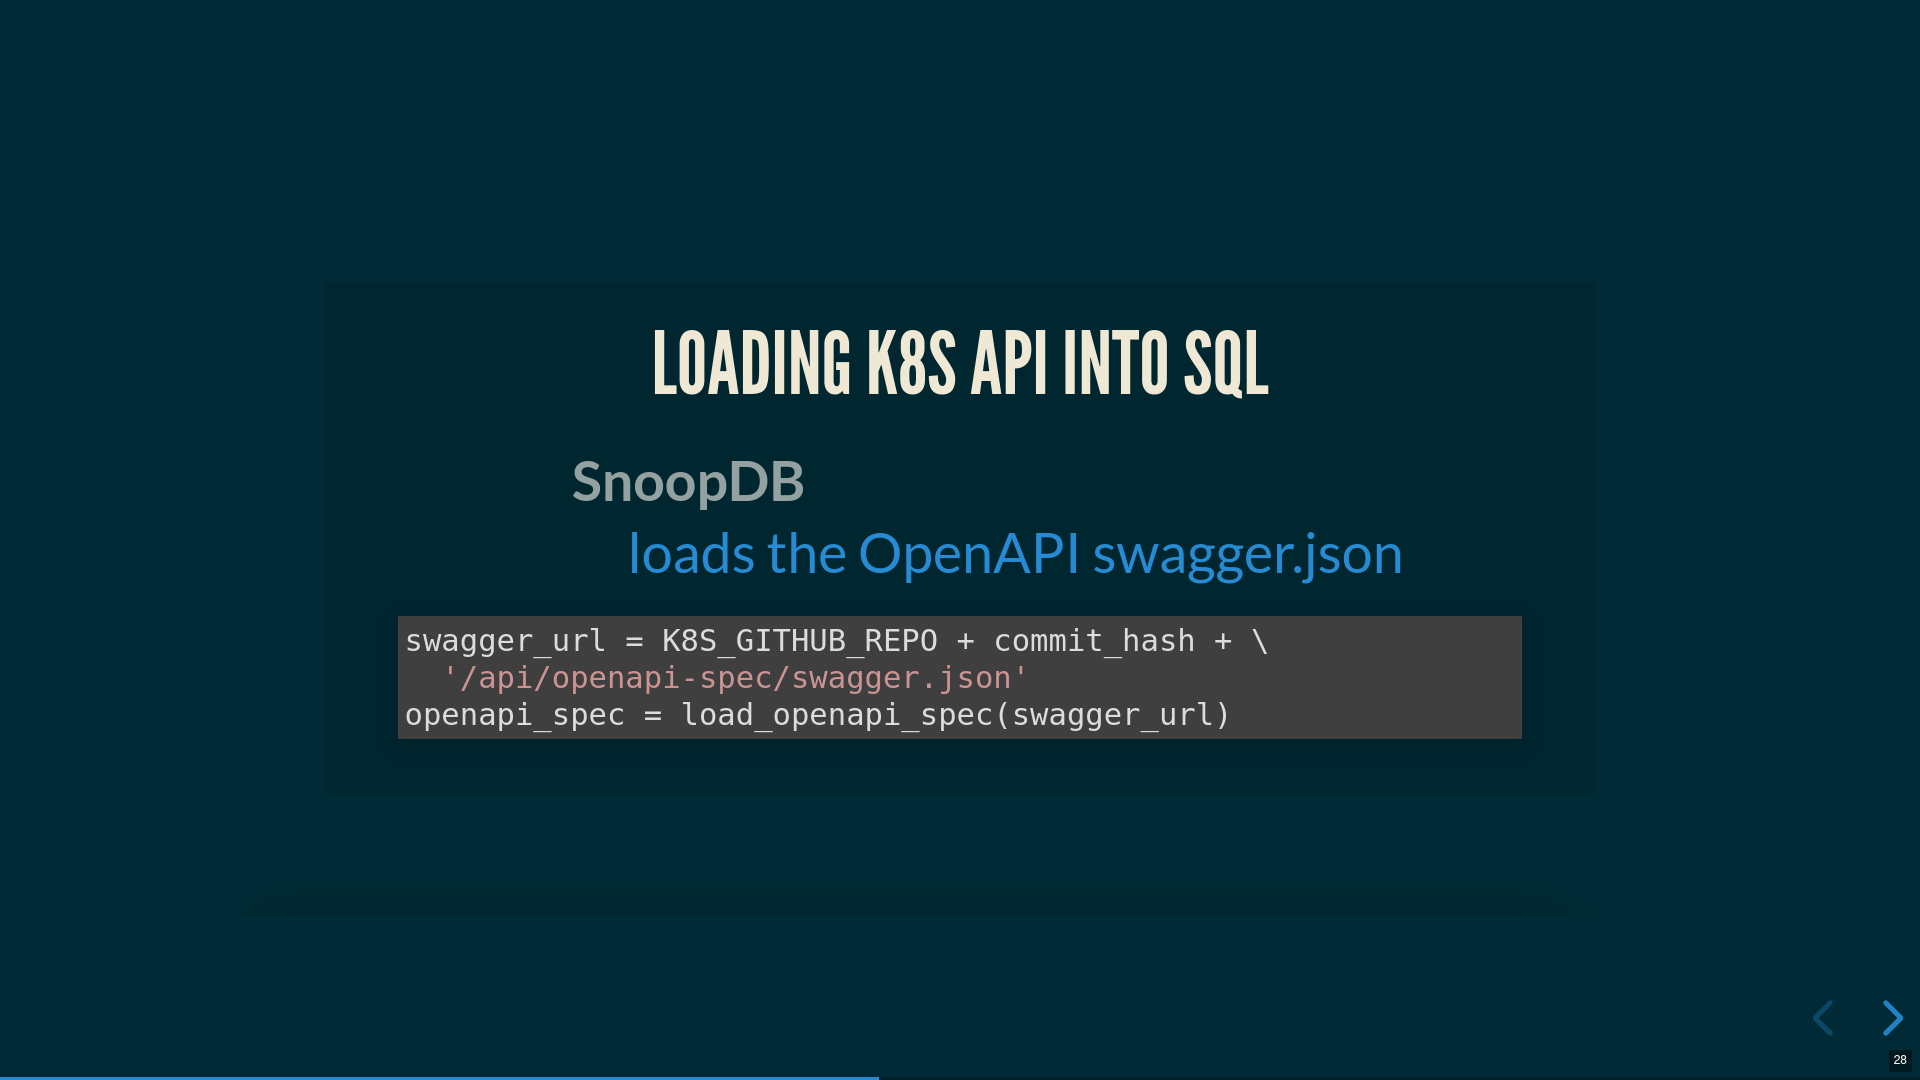 LOADING K8S API INTO SQL
SnoopDB
loads the OpenAPI swagger.json
swagger_url = K8S_GITHUB_REPO + commit_hash + \
  '/api/openapi-spec/swagger.json'
openapi_spec = load_openapi_spec(swagger_url)
28